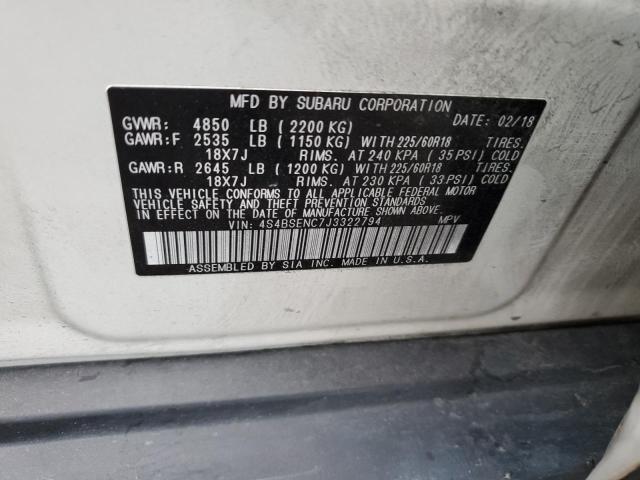 MFD BY SUBARU CORPORATION DATE: 02/18
GVWR: 4850 LB (2200 KG)
GAWR:F 2535 LB (1150 KG) WITH 225/60R18 TIRES.
18X7J RIMS. AT 240 KPA (35 PSI) COLD
GAWR:R 2645 LB (1200 KG) WITH 225/60R18 TIRES.
18X7J RIMS. AT 230 KPA (33 PSI) COLD
THIS VEHICLE CONFORMS TO ALL APPLICABLE FEDERAL MOTOR
VEHICLE SAFETY AND THEFT PREVENTION STANDARDS
IN EFFECT ON THE DATE OF MANUFACTURE SHOWN ABOVE.
VIN: 4S4BSENC7J3322794 MPV
ASSEMBLED BY SIA INC. MADE IN U.S.A.